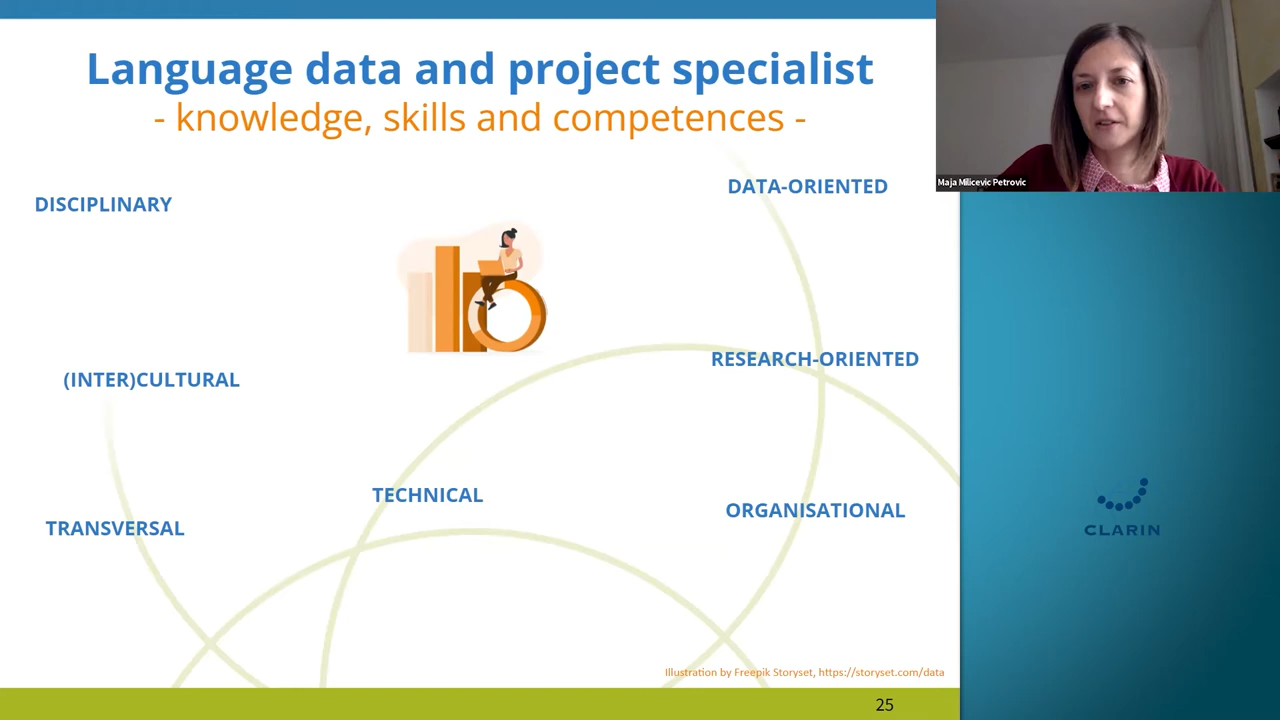 Language data and project specialist
- knowledge, skills and competences -
Maja Milicevic Petrovic
DISCIPLINARY
DATA-ORIENTED
(INTER)CULTURAL
RESEARCH-ORIENTED
TECHNICAL
TRANSVERSAL
ORGANISATIONAL
CLARIN
Illustration by Freepik Storyset, https://storyset.com/data
25